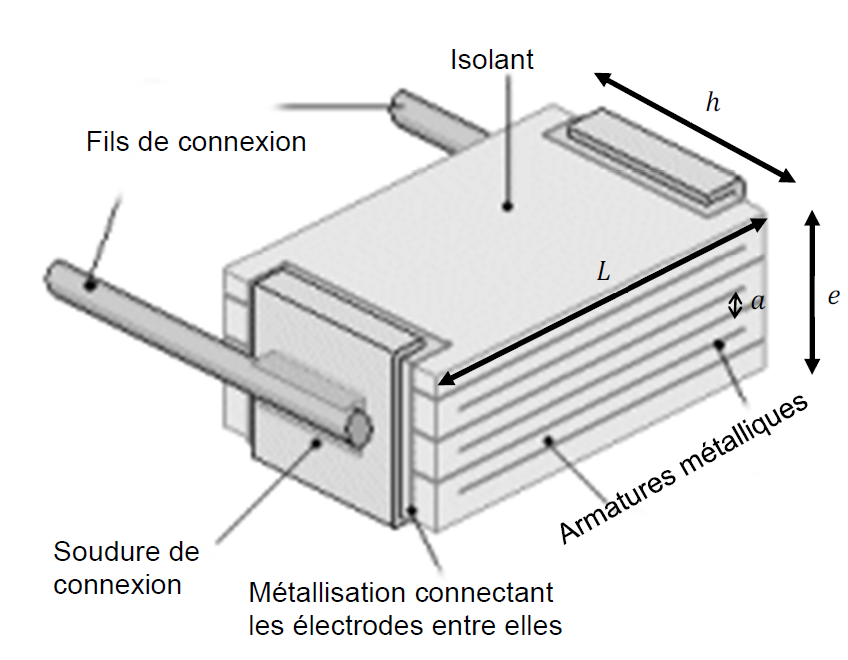 Isolant
h
Fils de connexion
L
a
e
Armatures métalliques
Soudure de
connexion
Métallisation connectant
les électrodes entre elles